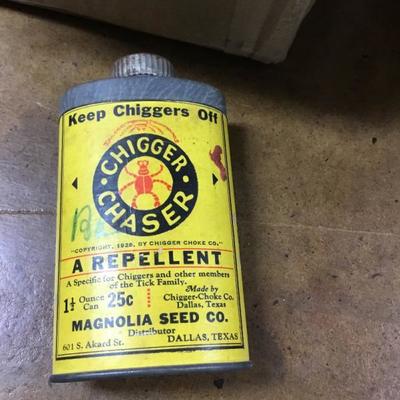 Keep Chiggers Off
CHIGGER
CHASER
"COPYRIGHT, 1928, BY CHIGGER CHOKE CO."
A REPELLENT
A Specific for Chiggers and other members
of the Tick Family.
1½ Ounce Can 25c
Made by
Chigger-Choke Co.
Dallas, Texas
MAGNOLIA SEED CO.
Distributor
601 S. Akard St. DALLAS, TEXAS